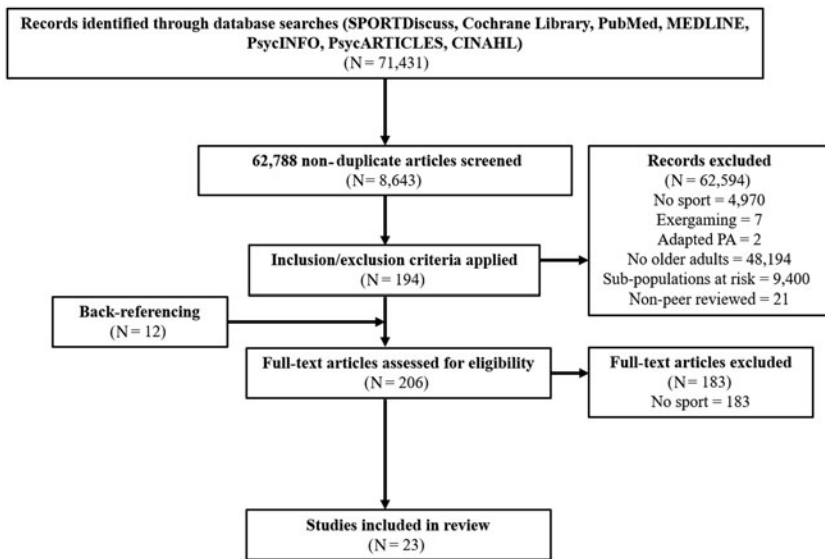 Records identified through database searches (SPORTDiscuss, Cochrane Library, PubMed, MEDLINE,
PsycINFO, PsycARTICLES, CINAHL)
(N = 71,431)
62,788 non-duplicate articles screened
(N= 8,643)
Records excluded
(N = 62,594)
No sport = 4,970
Exergaming = 7
Adapted PA = 2
No older adults = 48,194
Sub-populations at risk = 9,400
Non-peer reviewed = 21
Inclusion/exclusion criteria applied
(N = 194)
Back-referencing
(N = 12)
Full-text articles assessed for eligibility
(N = 206)
Full-text articles excluded
(N = 183)
No sport = 183
Studies included in review
(N = 23)